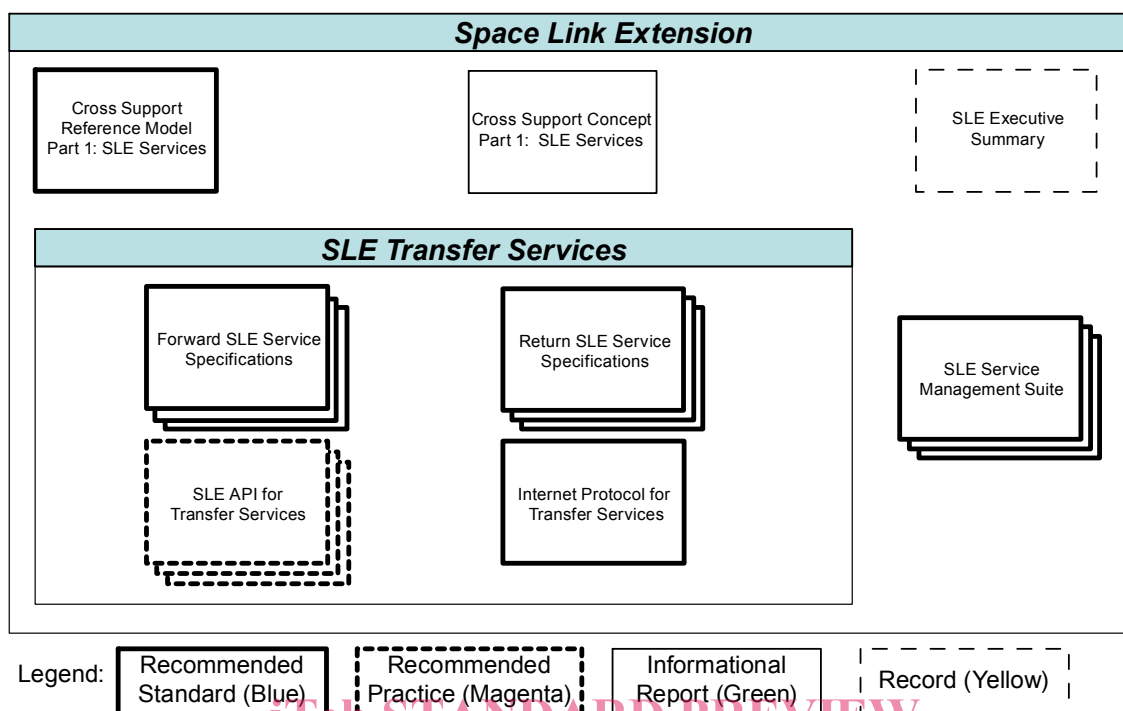 Space Link Extension
Cross Support
Reference Model
Part 1: SLE Services
Cross Support Concept
Part 1: SLE Services
SLE Executive
Summary
SLE Transfer Services
Forward SLE Service
Specifications
Return SLE Service
Specifications
SLE Service
Management Suite
SLE API for
Transfer Services
Internet Protocol for
Transfer Services
Legend:
Recommended
Standard (Blue)
Recommended
Practice (Magenta)
Informational
Report (Green)
Record (Yellow)
iTeh STANDARD PREVIEW